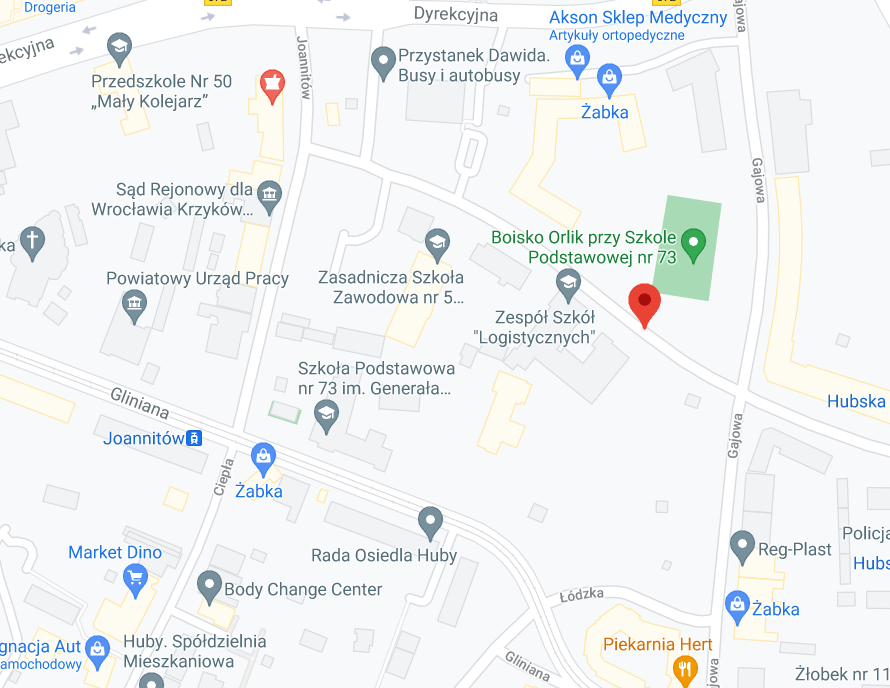 Drogeria
372
372
Dyrekcyjna
Akson Sklep Medyczny
Artykuły ortopedyczne
ekcyjna
Joannitów
Przystanek Dawida.
Busy i autobusy
Przedszkole Nr 50
„Mały Kolejarz”
Żabka
Gajowa
Sąd Rejonowy dla
Wrocławia Krzyków...
Boisko Orlik przy Szkole
Podstawowej nr 73
Powiatowy Urząd Pracy
Zasadnicza Szkoła
Zawodowa nr 5...
Zespół Szkół
"Logistycznych"
Szkoła Podstawowa
nr 73 im. Generała...
Gliniana
Hubska
Joannitów
Gajowa
Ciepła
Żabka
Rada Osiedla Huby
Market Dino
Reg-Plast
Policja
Hubs
Body Change Center
Łódzka
Żabka
Huby. Spółdzielnia
Mieszkaniowa
gnacja Aut
amochodowy
Piekarnia Hert
Gliniana
jowa
Żłobek nr 11